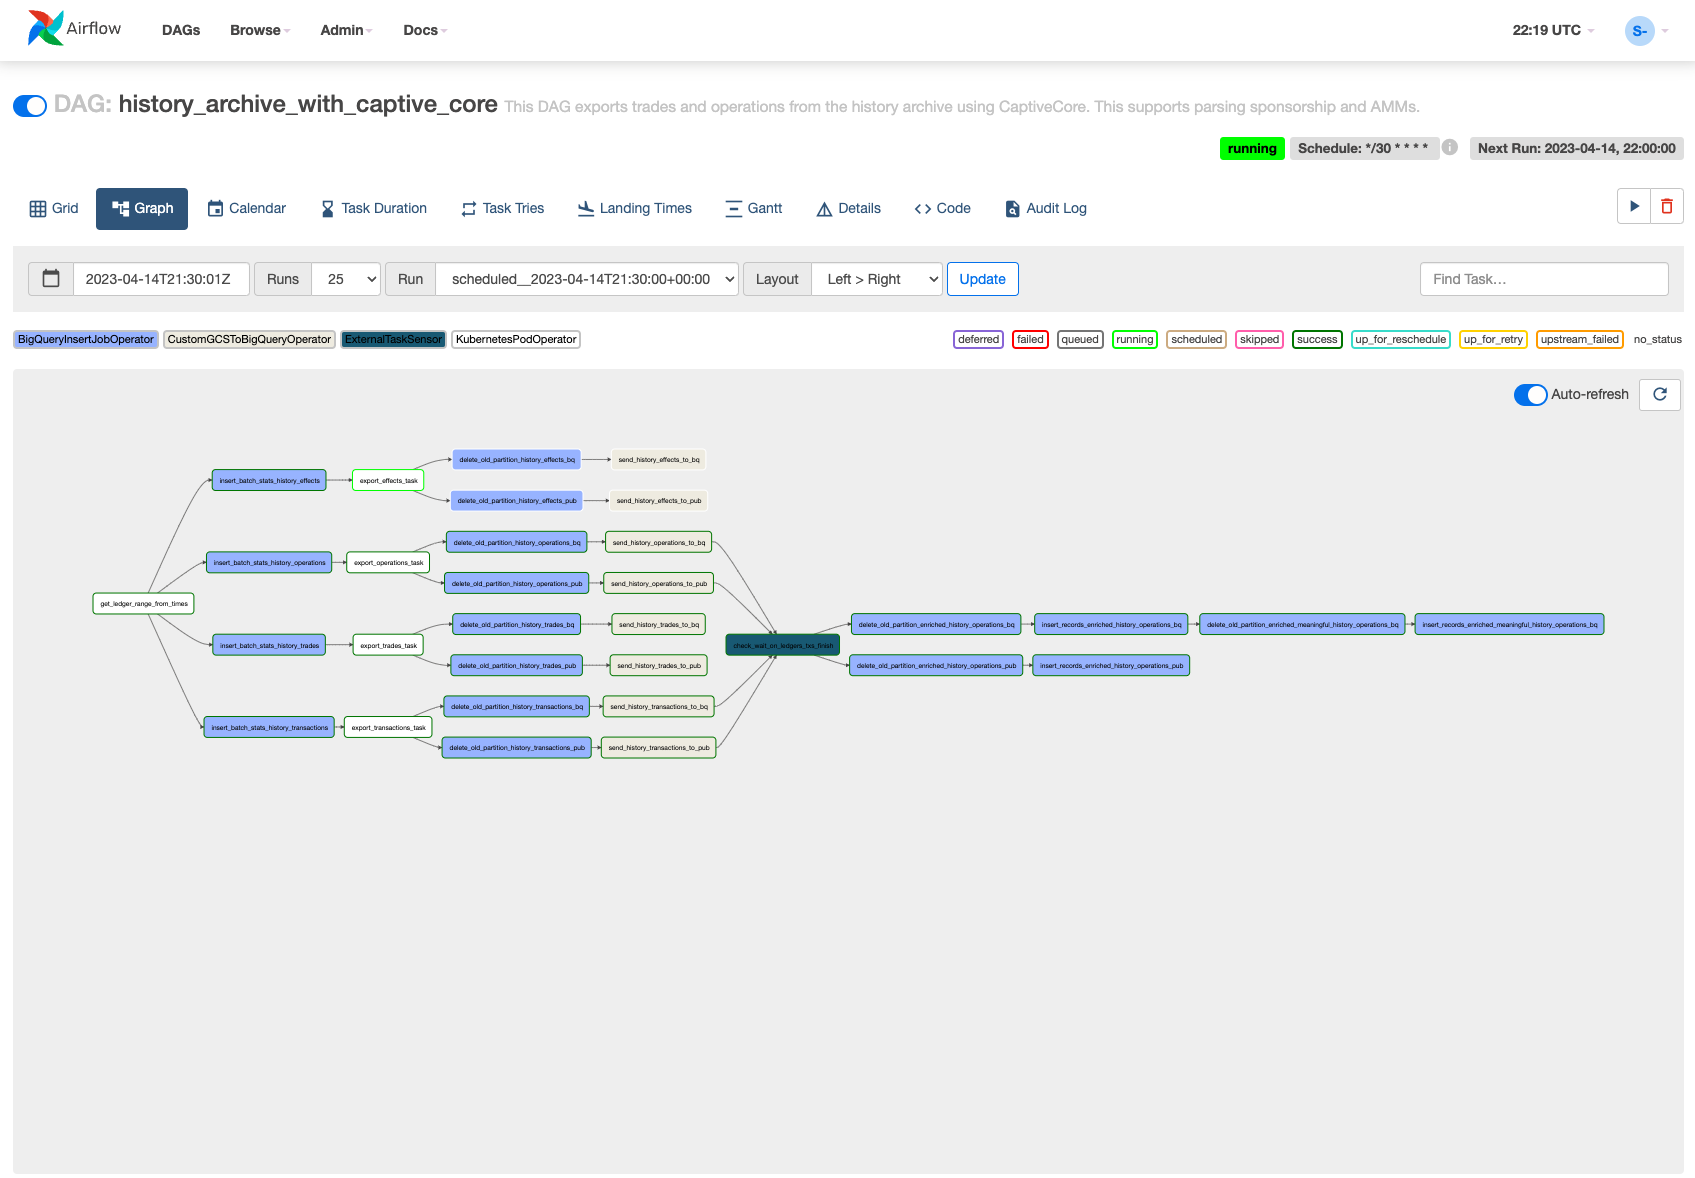 Airflow DAGs Browse Admin Docs 22:19 UTC S-
DAG: history_archive_with_captive_core This DAG exports trades and operations from the history archive using CaptiveCore. This supports parsing sponsorship and AMMs.
running Schedule: */30 * * * * i Next Run: 2023-04-14, 22:00:00
Grid Graph Calendar Task Duration Task Tries Landing Times Gantt Details Code Audit Log
2023-04-14T21:30:01Z Runs 25 Run scheduled__2023-04-14T21:30:00+00:00 Layout Left > Right Update Find Task...
BigQueryInsertJobOperator CustomGCSToBigQueryOperator ExternalTaskSensor KubernetesPodOperator deferred failed queued running scheduled skipped success up_for_reschedule up_for_retry upstream_failed no_status
Auto-refresh
delete_old_partition_history_effects_bq send_history_effects_to_bq
insert_batch_stats_history_effects export_effects_task
delete_old_partition_history_effects_pub send_history_effects_to_pub
delete_old_partition_history_operations_bq send_history_operations_to_bq
insert_batch_stats_history_operations export_operations_task
delete_old_partition_history_operations_pub send_history_operations_to_pub
get_ledger_range_from_times
delete_old_partition_history_trades_bq send_history_trades_to_bq delete_old_partition_enriched_history_operations_bq insert_records_enriched_history_operations_bq delete_old_partition_enriched_meaningful_history_operations_bq insert_records_enriched_meaningful_history_operations_bq
insert_batch_stats_history_trades export_trades_task check_wait_on_ledgers_txs_finish
delete_old_partition_history_trades_pub send_history_trades_to_pub delete_old_partition_enriched_history_operations_pub insert_records_enriched_history_operations_pub
delete_old_partition_history_transactions_bq send_history_transactions_to_bq
insert_batch_stats_history_transactions export_transactions_task
delete_old_partition_history_transactions_pub send_history_transactions_to_pub